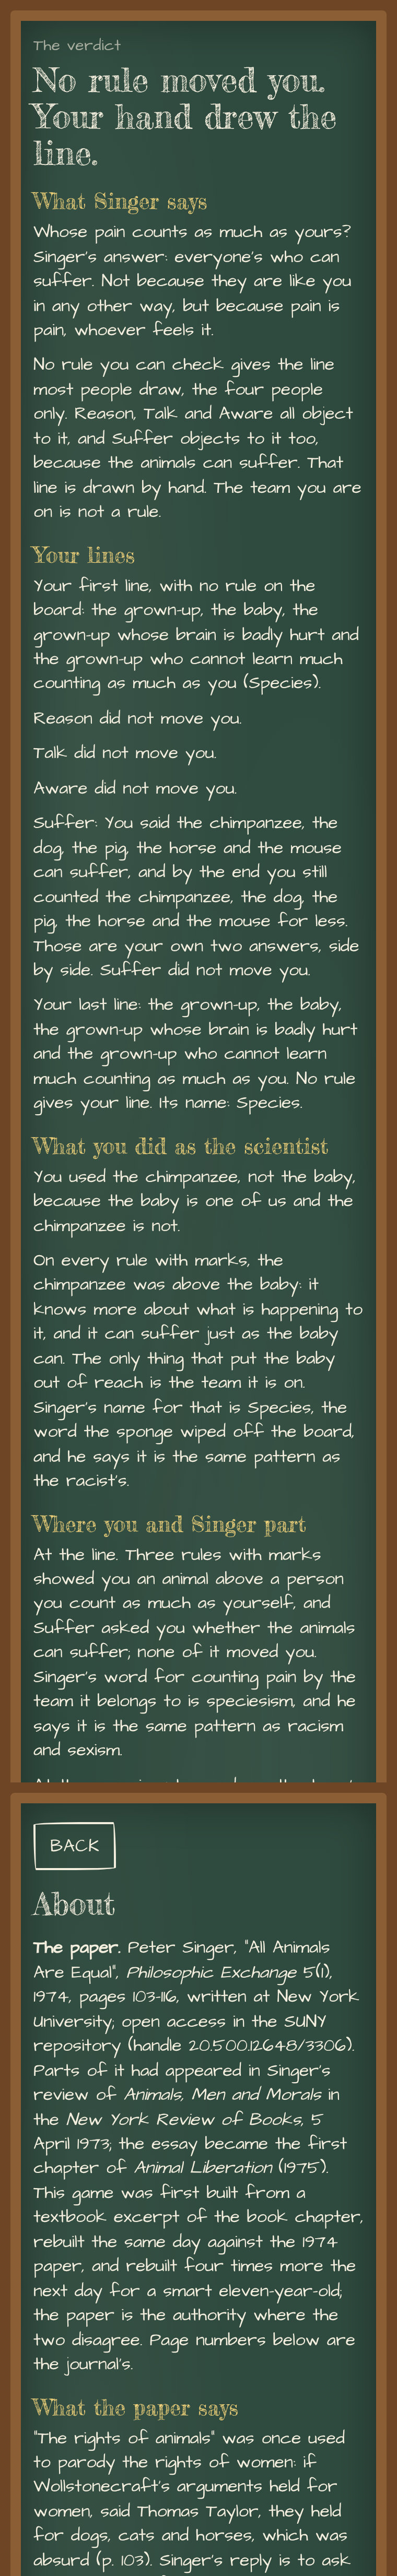 The verdict
No rule moved you.
Your hand drew the
line.
What Singer says
Whose pain counts as much as yours?
Singer's answer: everyone's who can
suffer. Not because they are like you
in any other way, but because pain is
pain, whoever feels it.
No rule you can check gives the line
most people draw, the four people
only. Reason, Talk and Aware all object
to it, and Suffer objects to it too,
because the animals can suffer. That
line is drawn by hand. The team you are
on is not a rule.
Your lines
Your first line, with no rule on the
board: the grown-up, the baby, the
grown-up whose brain is badly hurt and
the grown-up who cannot learn much
counting as much as you (Species).
Reason did not move you.
Talk did not move you.
Aware did not move you.
Suffer: You said the chimpanzee, the
dog, the pig, the horse and the mouse
can suffer, and by the end you still
counted the chimpanzee, the dog, the
pig, the horse and the mouse for less.
Those are your own two answers, side
by side. Suffer did not move you.
Your last line: the grown-up, the baby,
the grown-up whose brain is badly hurt
and the grown-up who cannot learn
much counting as much as you. No rule
gives your line. Its name: Species.
What you did as the scientist
You used the chimpanzee, not the baby,
because the baby is one of us and the
chimpanzee is not.
On every rule with marks, the
chimpanzee was above the baby: it
knows more about what is happening to
it, and it can suffer just as the baby
can. The only thing that put the baby
out of reach is the team it is on.
Singer's name for that is Species, the
word the sponge wiped off the board,
and he says it is the same pattern as
the racist's.
Where you and Singer part
At the line. Three rules with marks
showed you an animal above a person
you count as much as yourself, and
Suffer asked you whether the animals
can suffer; none of it moved you.
Singer's word for counting pain by the
team it belongs to is speciesism, and he
says it is the same pattern as racism
and sexism.
BACK
About
The paper. Peter Singer, "All Animals
Are Equal", Philosophic Exchange 5(1),
1974, pages 103-116, written at New York
University; open access in the SUNY
repository (handle 20.500.12648/3306).
Parts of it had appeared in Singer's
review of Animals, Men and Morals in
the New York Review of Books, 5
April 1973; the essay became the first
chapter of Animal Liberation (1975).
This game was first built from a
textbook excerpt of the book chapter,
rebuilt the same day against the 1974
paper, and rebuilt four times more the
next day for a smart eleven-year-old;
the paper is the authority where the
two disagree. Page numbers below are
the journal's.
What the paper says
"The rights of animals" was once used
to parody the rights of women: if
Wollstonecraft's arguments held for
women, said Thomas Taylor, they held
for dogs, cats and horses, which was
absurd (p. 103). Singer's reply is to ask